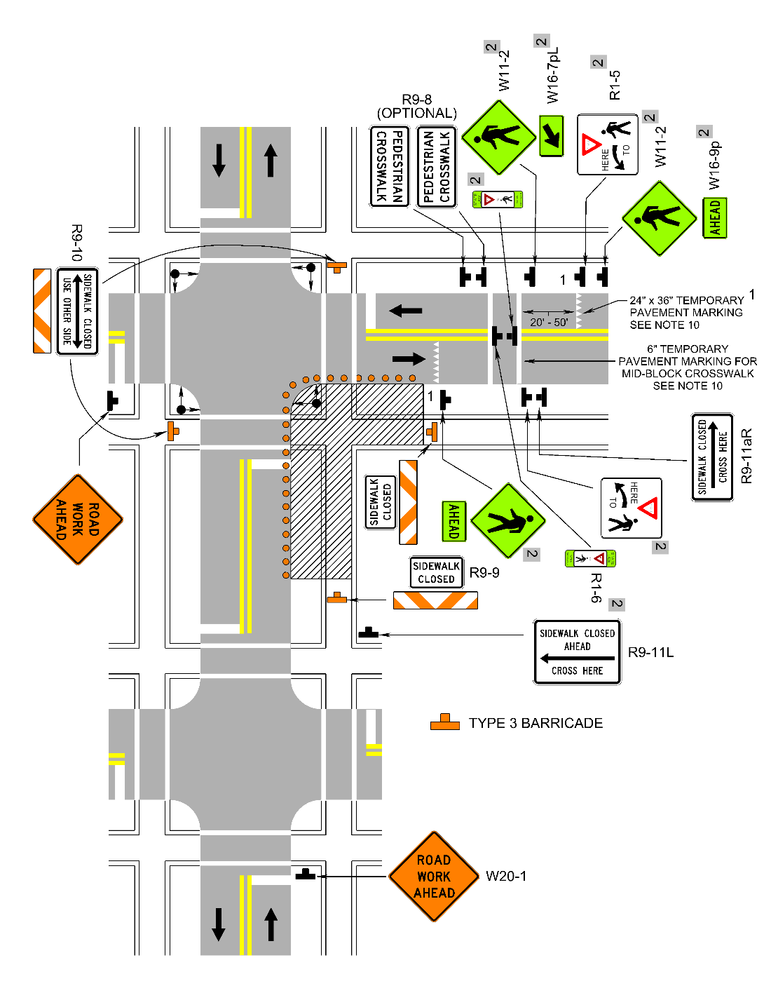 2
W11-2
2
W16-7pL
2
R1-5
R9-8
(OPTIONAL)
PEDESTRIAN
CROSSWALK
PEDESTRIAN
CROSSWALK
2
W11-2
2
W16-9p
HERE
TO
2
AHEAD
R9-10
SIDEWALK CLOSED
USE OTHER SIDE
1
24" x 36" TEMPORARY 1
PAVEMENT MARKING
SEE NOTE 10
20' - 50'
6" TEMPORARY
PAVEMENT MARKING FOR
MID-BLOCK CROSSWALK
SEE NOTE 10
1
SIDEWALK CLOSED
CROSS HERE
R9-11aR
ROAD
WORK
AHEAD
SIDEWALK
CLOSED
AHEAD
2
HERE
TO
2
SIDEWALK
CLOSED
R9-9
R1-6
2
SIDEWALK CLOSED
AHEAD
CROSS HERE
R9-11L
TYPE 3 BARRICADE
ROAD
WORK
AHEAD
W20-1